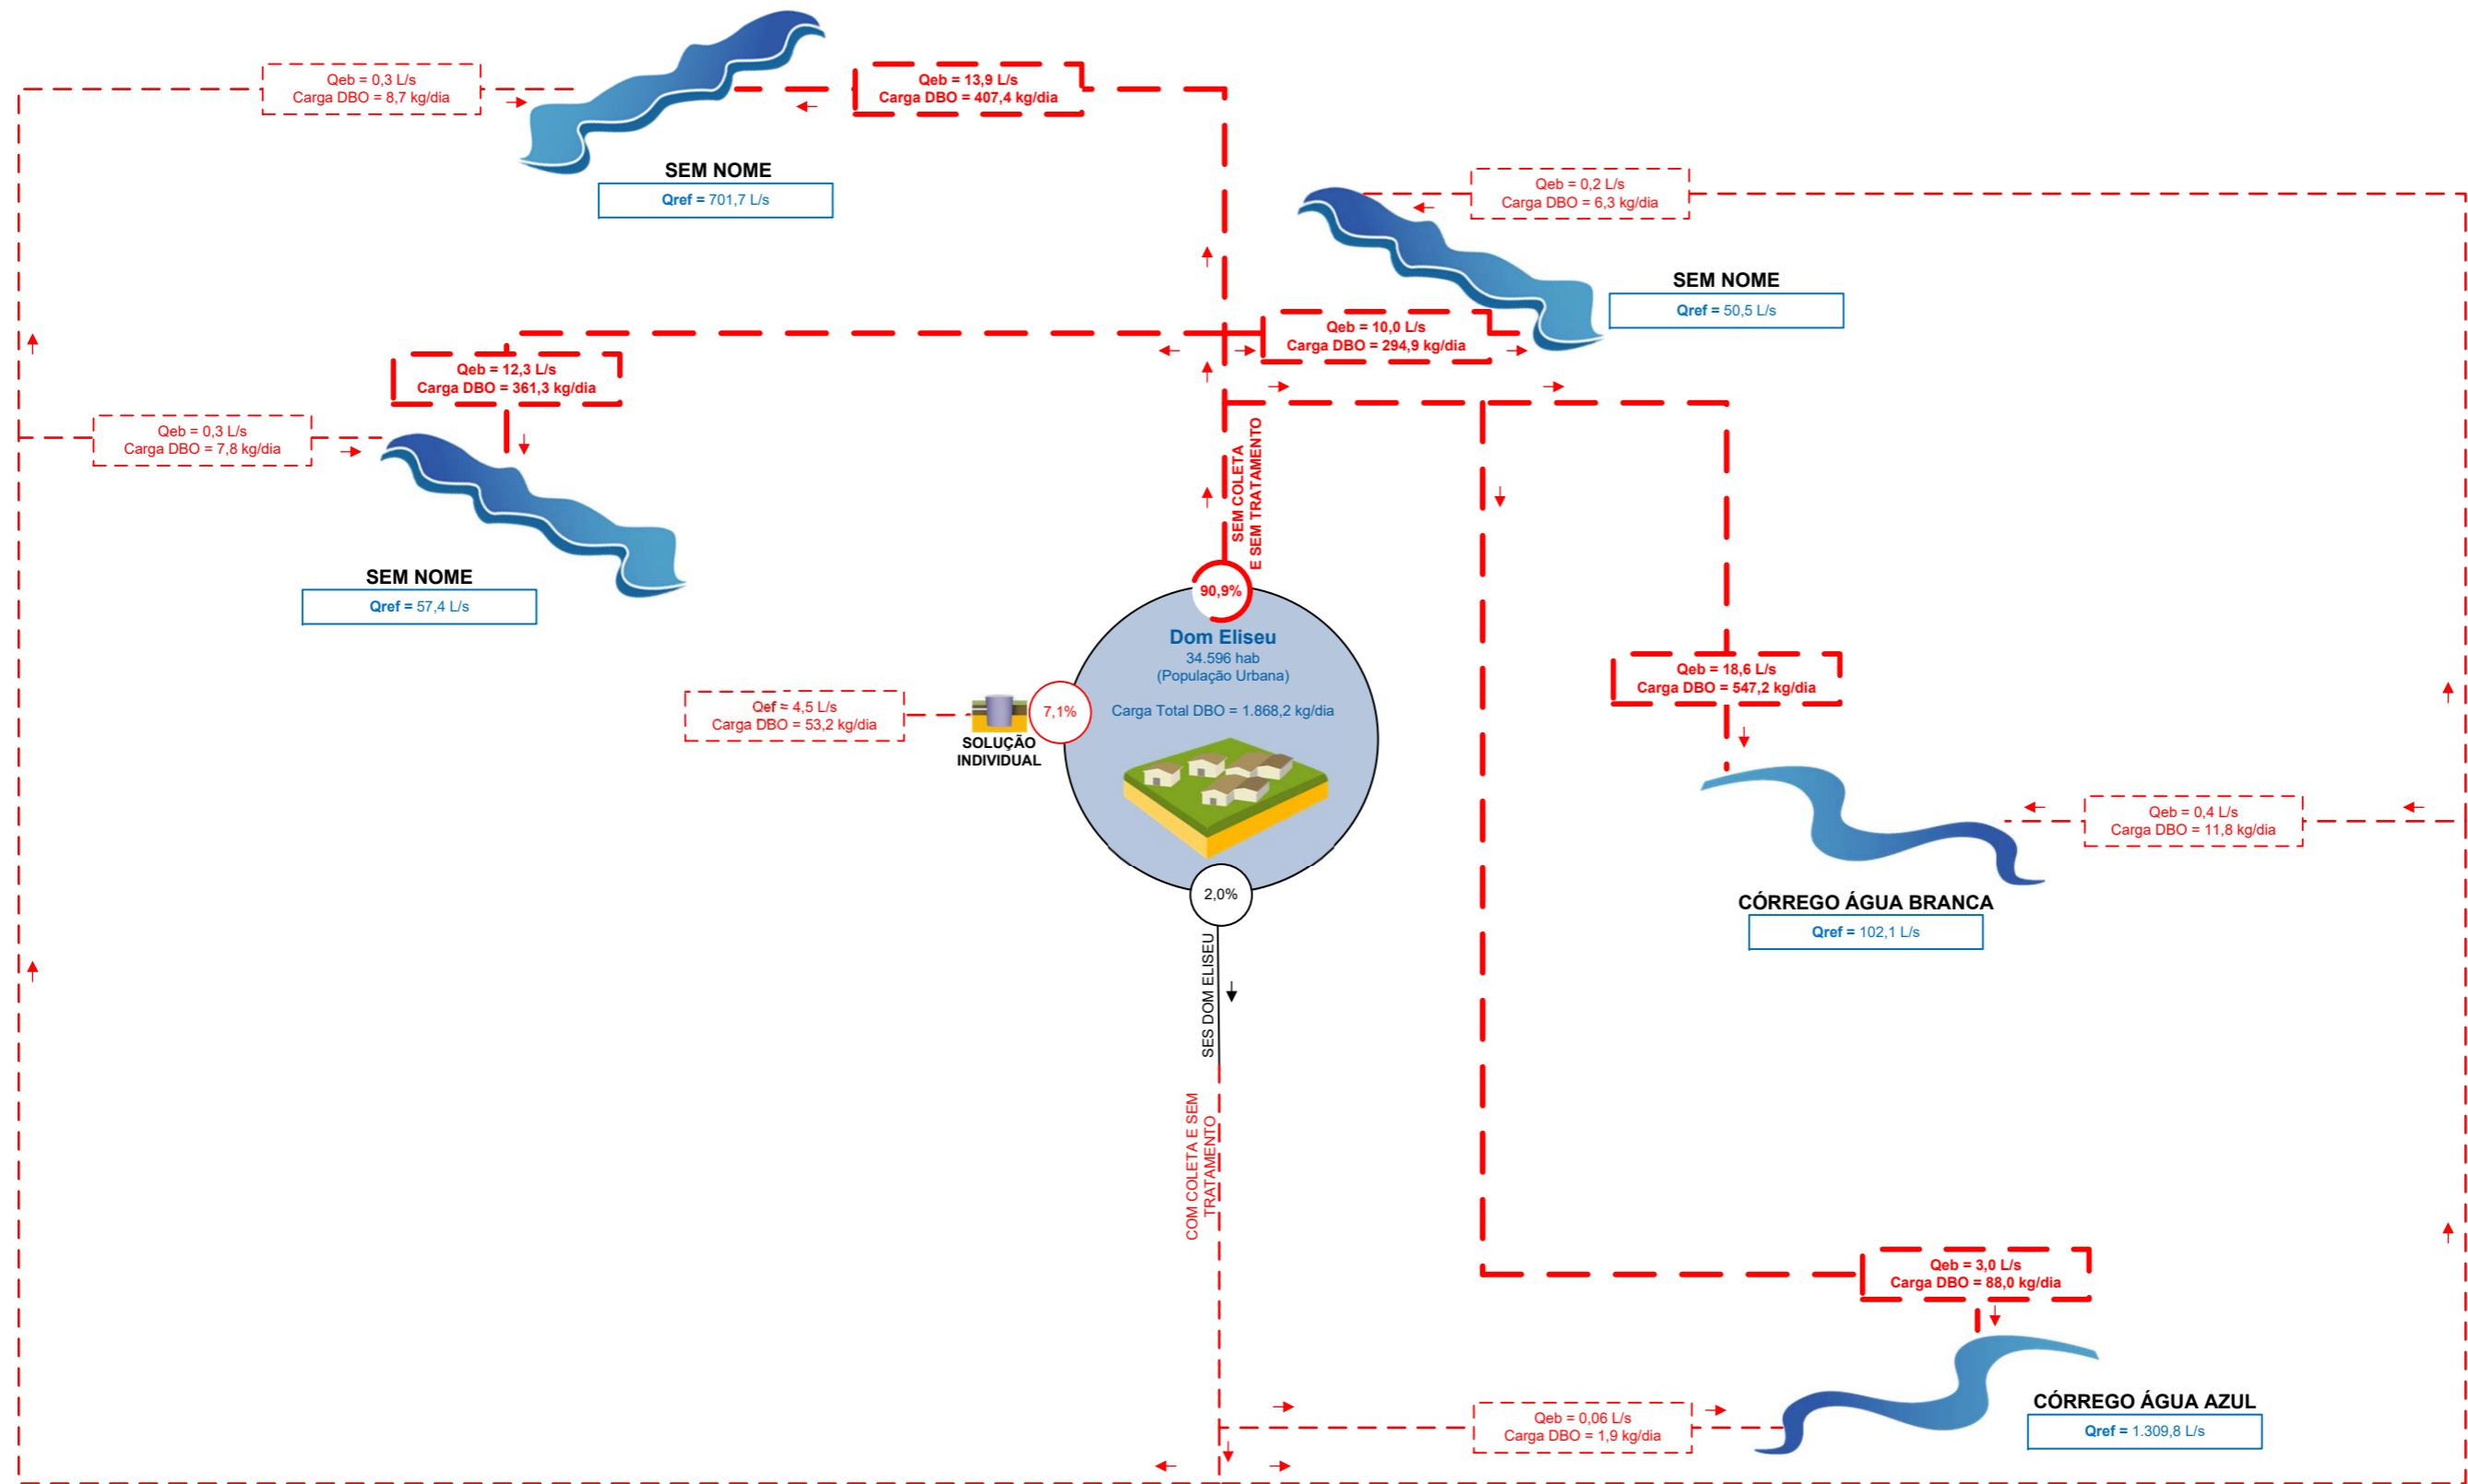 Qeb = 0,3 L/s
Carga DBO = 8,7 kg/dia
Qeb = 13,9 L/s
Carga DBO = 407,4 kg/dia
SEM NOME
Qref = 701,7 L/s
Qeb = 0,2 L/s
Carga DBO = 6,3 kg/dia
SEM NOME
Qref = 50,5 L/s
Qeb = 10,0 L/s
Carga DBO = 294,9 kg/dia
Qeb = 12,3 L/s
Carga DBO = 361,3 kg/dia
Qeb = 0,3 L/s
Carga DBO = 7,8 kg/dia
SEM NOME
Qref = 57,4 L/s
SEM COLETA
E SEM TRATAMENTO
90,9%
Dom Eliseu
34.596 hab
(População Urbana)
Carga Total DBO = 1.868,2 kg/dia
7,1%
SOLUÇÃO
INDIVIDUAL
Qef = 4,5 L/s
Carga DBO = 53,2 kg/dia
Qeb = 18,6 L/s
Carga DBO = 547,2 kg/dia
Qeb = 0,4 L/s
Carga DBO = 11,8 kg/dia
CÓRREGO ÁGUA BRANCA
Qref = 102,1 L/s
2,0%
SES DOM ELISEU
COM COLETA E SEM
TRATAMENTO
Qeb = 3,0 L/s
Carga DBO = 88,0 kg/dia
Qeb = 0,06 L/s
Carga DBO = 1,9 kg/dia
CÓRREGO ÁGUA AZUL
Qref = 1.309,8 L/s